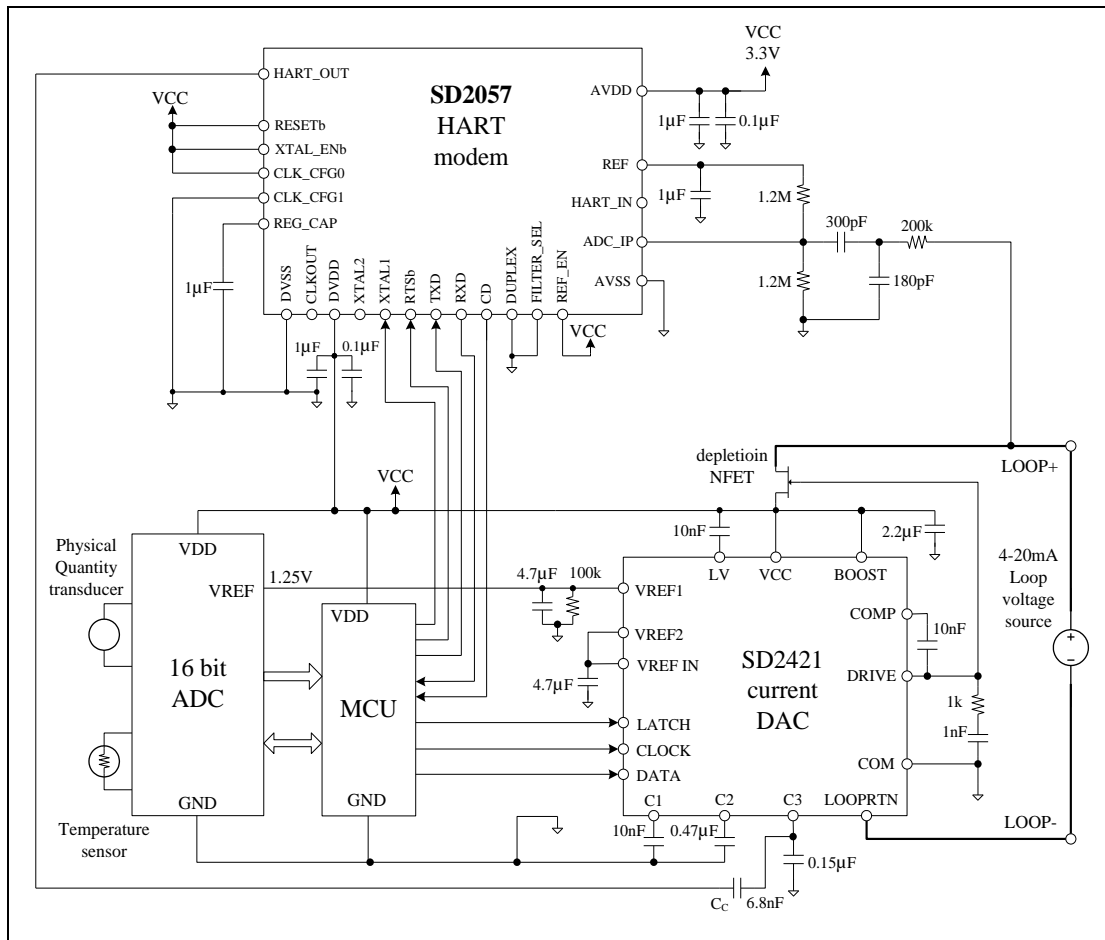 VCC
3.3V
HART_OUT
SD2057
HART
modem
AVDD
VCC
RESETb
XTAL_ENb
CLK_CFG0
CLK_CFG1
REG_CAP
1µF
0.1µF
REF
1µF
HART_IN
ADC_IP
AVSS
1.2M
1.2M
300pF
200k
180pF
1µF
DVSS
CLKOUT
DVDD
XTAL2
XTAL1
RTSb
TXD
RXD
CD
DUPLEX
FILTER_SEL
REF_EN
VCC
1µF
0.1µF
depletioin
NFET
LOOP+
VCC
10nF
2.2µF
Physical
Quantity
transducer
VDD
VREF
1.25V
16 bit
ADC
GND
Temperature
sensor
VDD
MCU
GND
4.7µF
100k
4.7µF
LV
VCC
BOOST
VREF1
VREF2
VREF IN
LATCH
CLOCK
DATA
SD2421
current
DAC
COMP
DRIVE
COM
C1
C2
C3
LOOPRTN
10nF
1k
1nF
4-20mA
Loop
voltage
source
LOOP-
10nF
0.47µF
0.15µF
CC
6.8nF